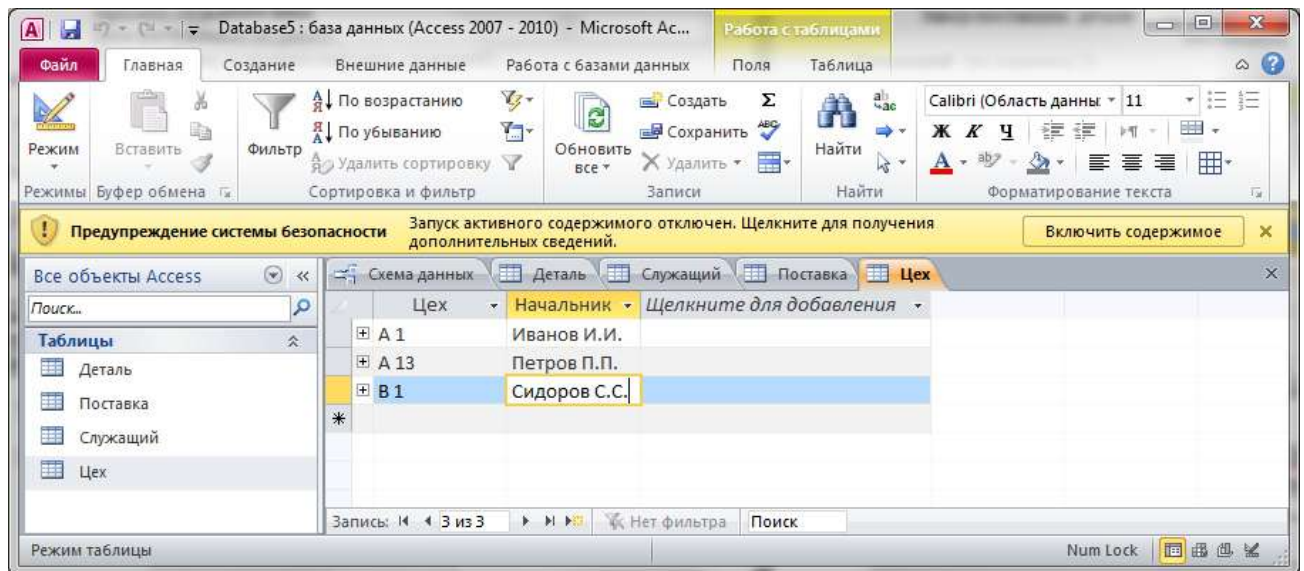 Database5 : база данных (Access 2007 - 2010) - Microsoft Ac... Работа с таблицами
Файл Главная Создание Внешние данные Работа с базами данных Поля Таблица
Режим
Вставить
Фильтр
По возрастанию
По убыванию
Удалить сортировку
Обновить все
Создать
Сохранить
Удалить
Найти
Calibri (Область данны: 11
Ж К Ч
Режимы Буфер обмена Сортировка и фильтр Записи Найти Форматирование текста
Предупреждение системы безопасности Запуск активного содержимого отключен. Щелкните для получения
дополнительных сведений.
Включить содержимое
Все объекты Access
Поиск...
Таблицы
Деталь
Поставка
Служащий
Цех
Схема данных Деталь Служащий Поставка Цех
Цех Начальник Щелкните для добавления
А 1 Иванов И.И.
А 13 Петров П.П.
В 1 Сидоров С.С.
Запись: 3 из 3 Нет фильтра Поиск
Режим таблицы Num Lock